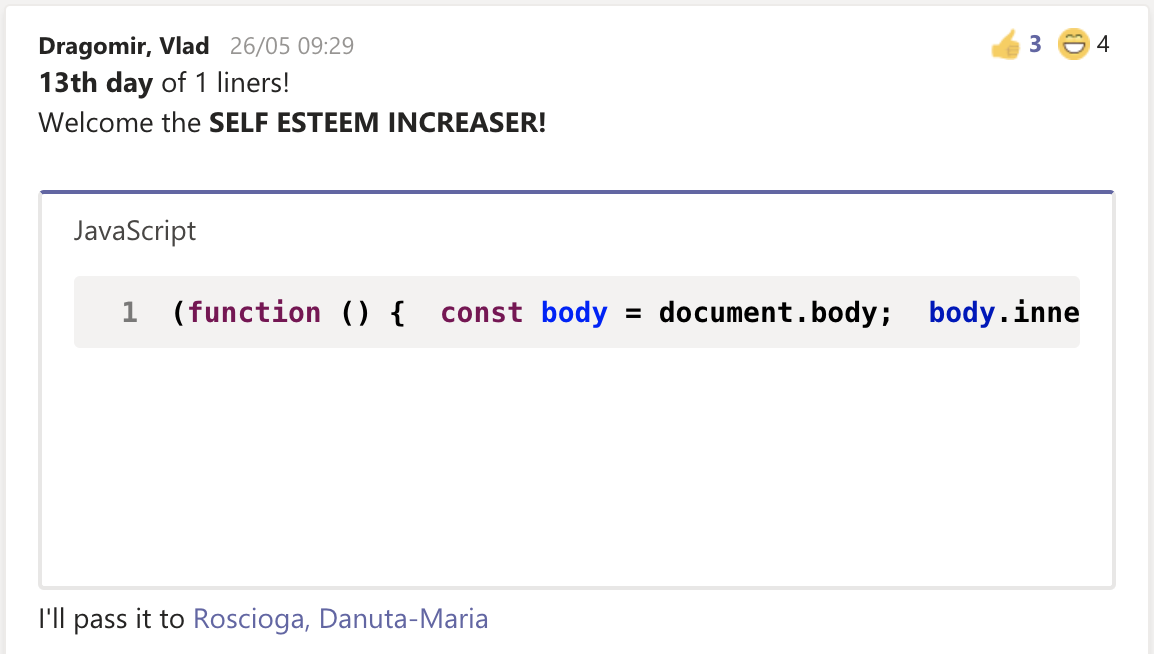 Dragomir, Vlad 26/05 09:29 👍 3 😄 4
13th day of 1 liners!
Welcome the SELF ESTEEM INCREASER!
JavaScript
1 (function () {  const body = document.body;  body.inne
I'll pass it to Roscioga, Danuta-Maria